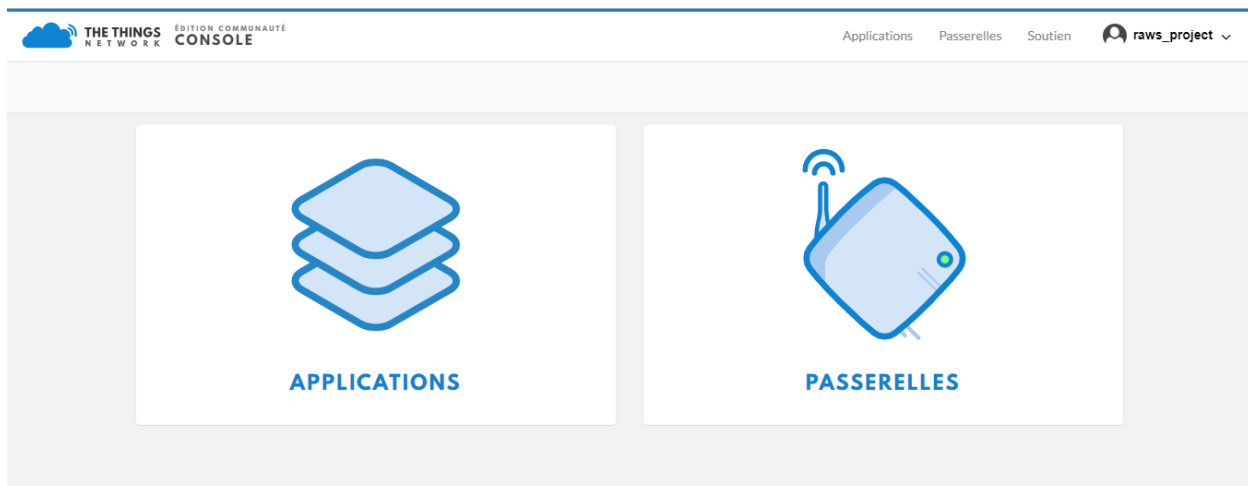 THE THINGS
NETWORK
ÉDITION COMMUNAUTÉ
CONSOLE
Applications
Passerelles
Soutien
raws_project
APPLICATIONS
PASSERELLES